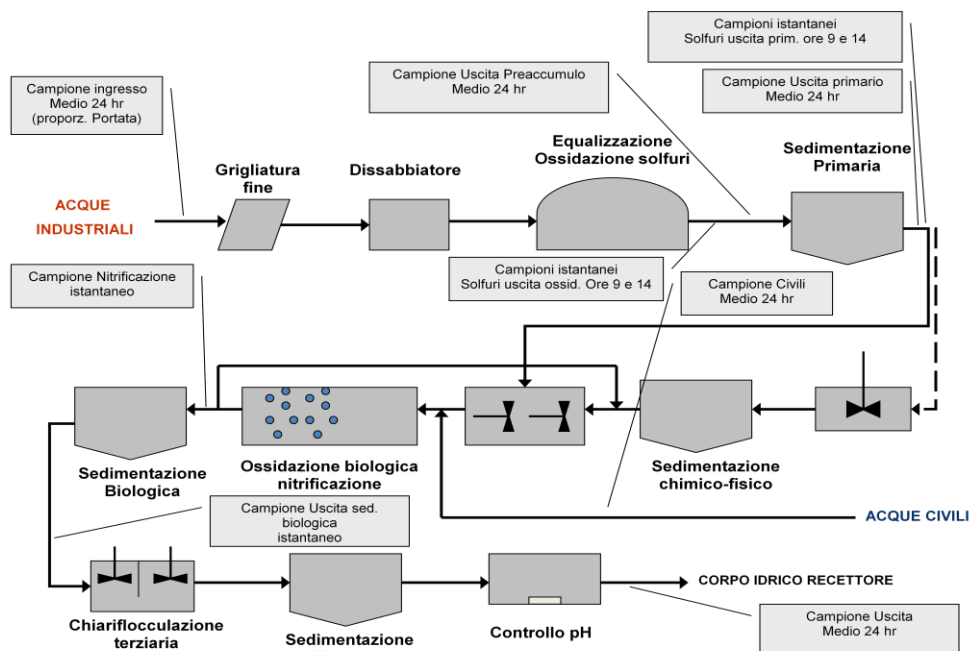 Campioni istantanei
Solfuri uscita prim. ore 9 e 14
Campione Uscita Preaccumulo
Medio 24 hr
Campione Uscita primario
Medio 24 hr
Campione ingresso
Medio 24 hr
(proporz. Portata)
Equalizzazione
Ossidazione solfuri
Sedimentazione
Primaria
Grigliatura
fine
Dissabbiatore
ACQUE
INDUSTRIALI
Campione Nitrificazione
istantaneo
Campioni istantanei
Solfuri uscita ossid. Ore 9 e 14
Campione Civili
Medio 24 hr
Sedimentazione
Biologica
Ossidazione biologica
nitrificazione
Sedimentazione
chimico-fisico
Campione Uscita sed.
biologica
istantaneo
ACQUE CIVILI
CORPO IDRICO RECETTORE
Chiariflocculazione
terziaria
Sedimentazione
Controllo pH
Campione Uscita
Medio 24 hr